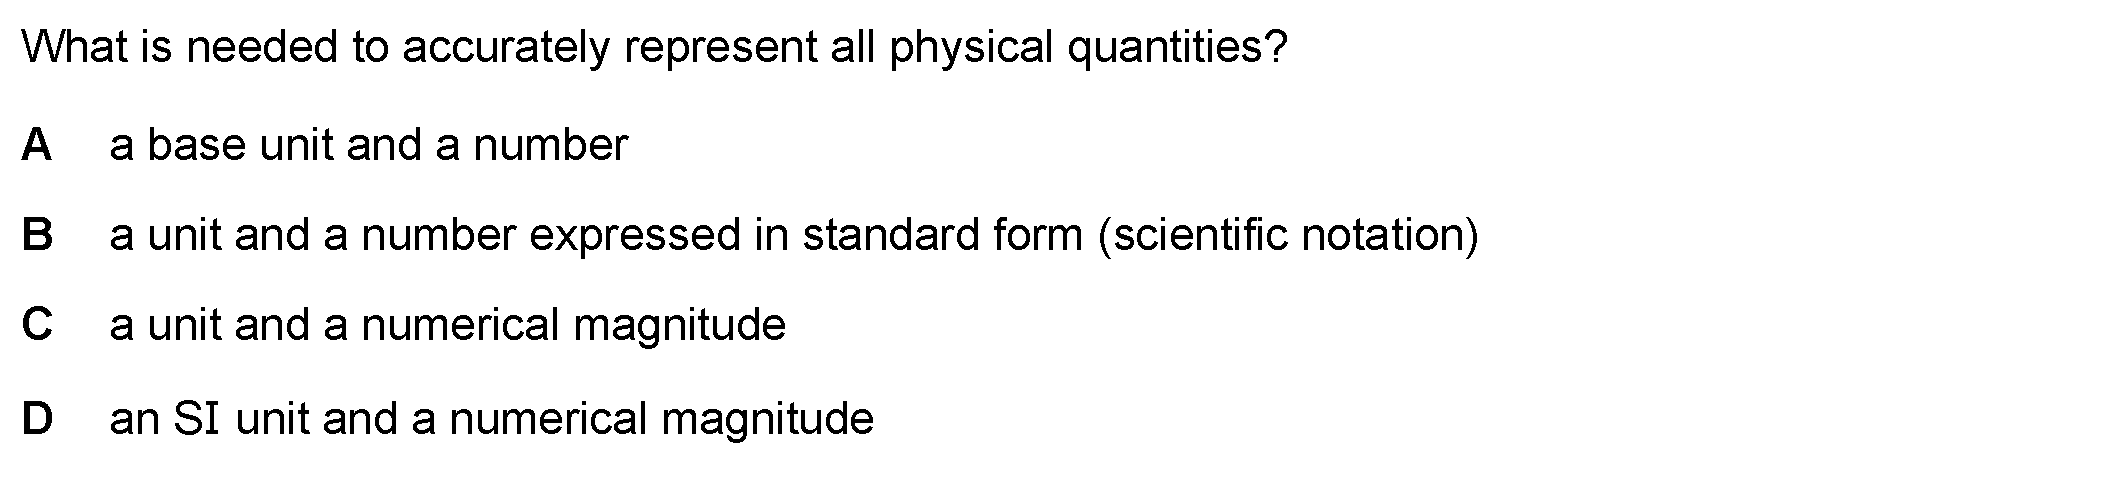 What is needed to accurately represent all physical quantities?
A a base unit and a number
B a unit and a number expressed in standard form (scientific notation)
C a unit and a numerical magnitude
D an SI unit and a numerical magnitude